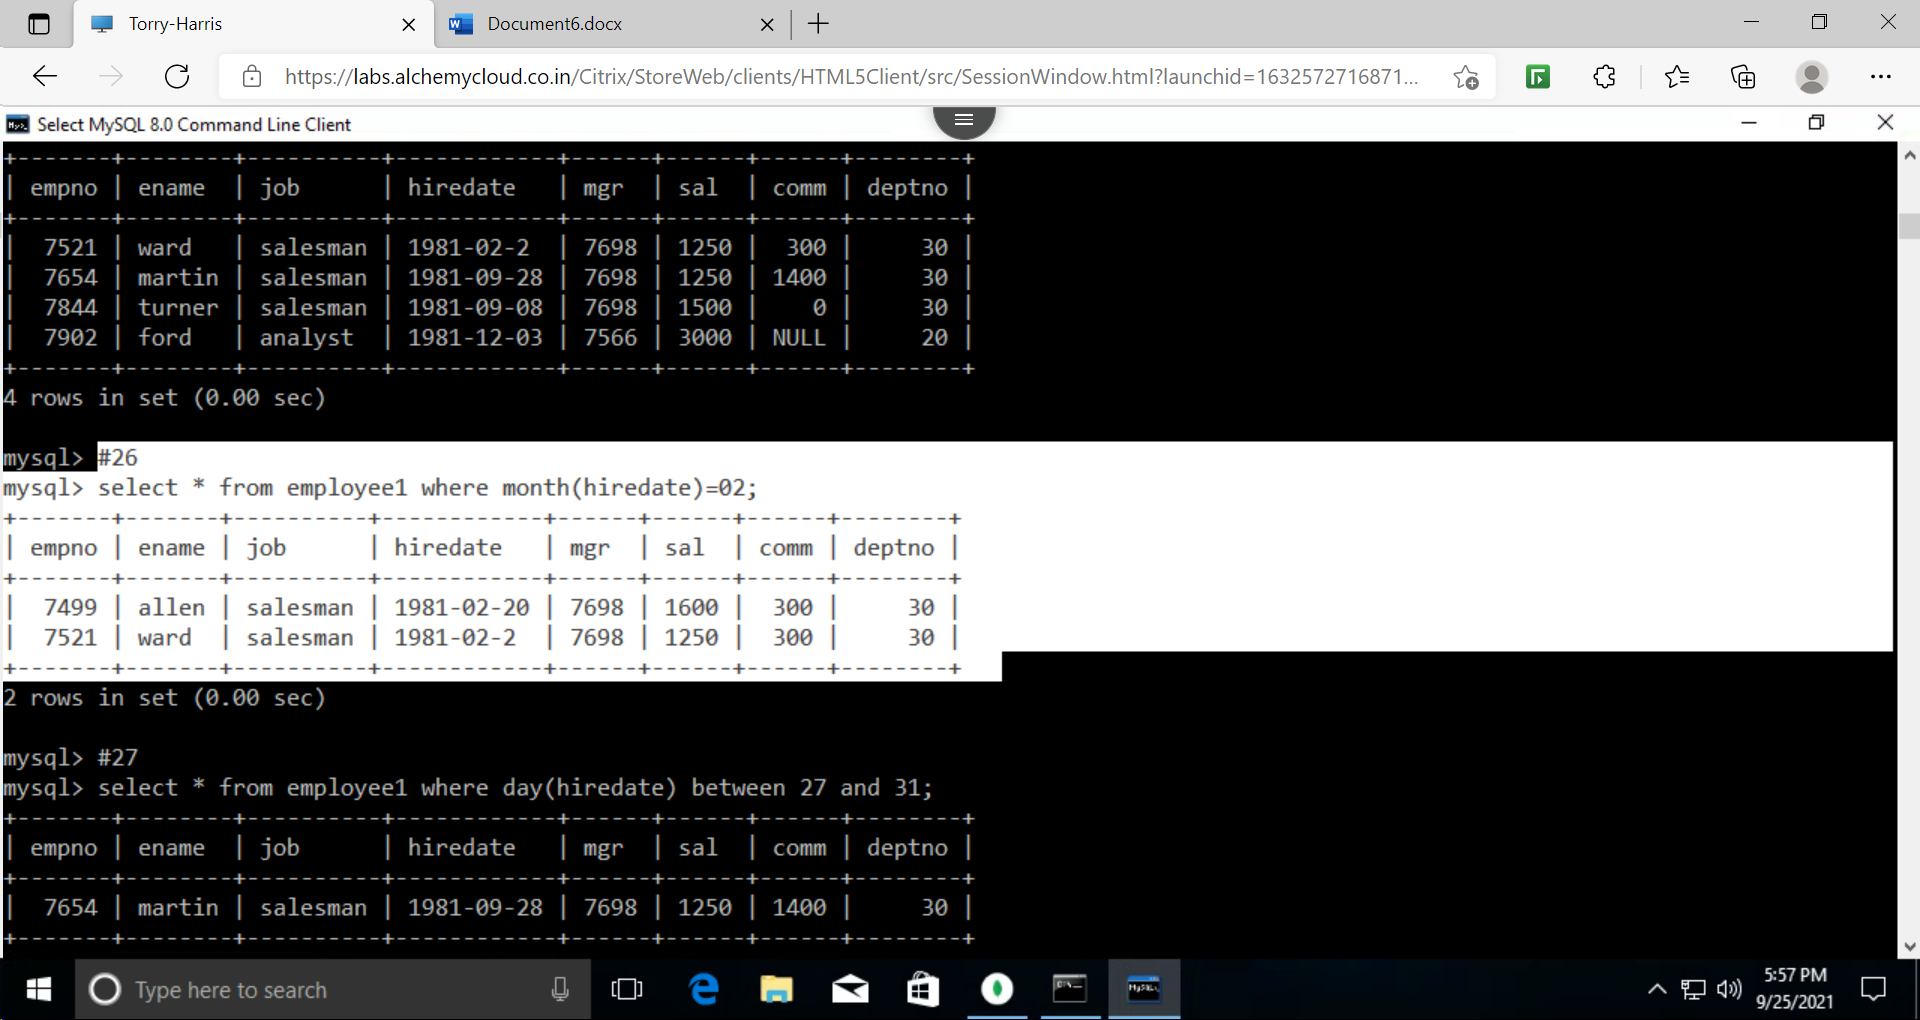 Torry-Harris
Document6.docx
https://labs.alchemycloud.co.in/Citrix/StoreWeb/clients/HTML5Client/src/SessionWindow.html?launchid=1632572716871...
Select MySQL 8.0 Command Line Client
+-------+--------+----------+------------+------+------+------+--------+
| empno | ename  | job      | hiredate   | mgr  | sal  | comm | deptno |
+-------+--------+----------+------------+------+------+------+--------+
|  7521 | ward   | salesman | 1981-02-2  | 7698 | 1250 |  300 |     30 |
|  7654 | martin | salesman | 1981-09-28 | 7698 | 1250 | 1400 |     30 |
|  7844 | turner | salesman | 1981-09-08 | 7698 | 1500 |    0 |     30 |
|  7902 | ford   | analyst  | 1981-12-03 | 7566 | 3000 | NULL |     20 |
+-------+--------+----------+------------+------+------+------+--------+
4 rows in set (0.00 sec)
mysql> #26
mysql> select * from employee1 where month(hiredate)=02;
+-------+-------+----------+------------+------+------+------+--------+
| empno | ename | job      | hiredate   | mgr  | sal  | comm | deptno |
+-------+-------+----------+------------+------+------+------+--------+
|  7499 | allen | salesman | 1981-02-20 | 7698 | 1600 |  300 |     30 |
|  7521 | ward  | salesman | 1981-02-2  | 7698 | 1250 |  300 |     30 |
+-------+-------+----------+------------+------+------+------+--------+
2 rows in set (0.00 sec)
mysql> #27
mysql> select * from employee1 where day(hiredate) between 27 and 31;
+-------+--------+----------+------------+------+------+------+--------+
| empno | ename  | job      | hiredate   | mgr  | sal  | comm | deptno |
+-------+--------+----------+------------+------+------+------+--------+
|  7654 | martin | salesman | 1981-09-28 | 7698 | 1250 | 1400 |     30 |
+-------+--------+----------+------------+------+------+------+--------+
Type here to search
5:57 PM
9/25/2021